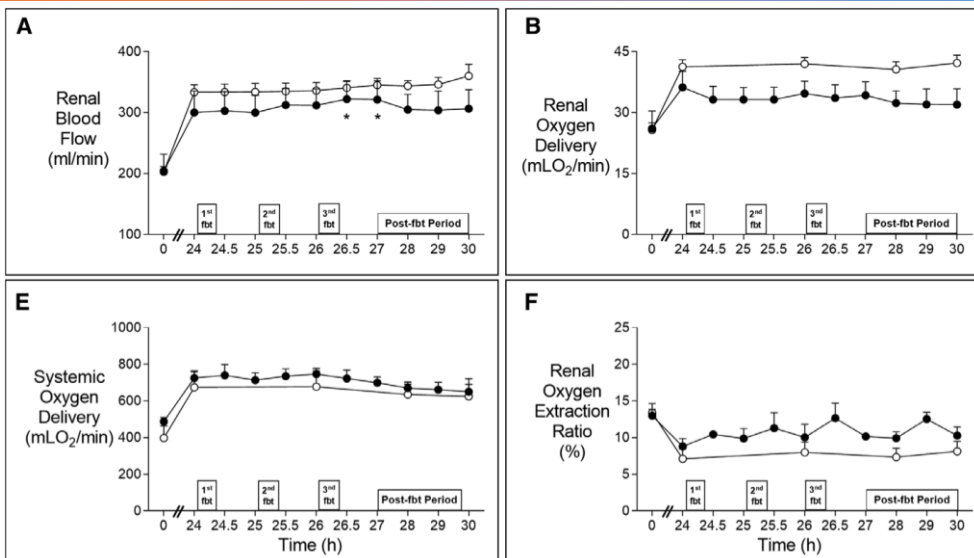 A
Renal
Blood
Flow
(ml/min)
400
300
200
100
* *
1st fbt
2nd fbt
3rd fbt
Post-fbt Period
0 24 24.5 25 25.5 26 26.5 27 28 29 30
B
Renal
Oxygen
Delivery
(mLO₂/min)
45
30
15
0
1st fbt
2nd fbt
3rd fbt
Post-fbt Period
0 24 24.5 25 25.5 26 26.5 27 28 29 30
E
Systemic
Oxygen
Delivery
(mLO₂/min)
1000
800
600
400
200
0
1st fbt
2nd fbt
3rd fbt
Post-fbt Period
0 24 24.5 25 25.5 26 26.5 27 28 29 30
Time (h)
F
Renal
Oxygen
Extraction
Ratio
(%)
25
20
15
10
5
0
1st fbt
2nd fbt
3rd fbt
Post-fbt Period
0 24 24.5 25 25.5 26 26.5 27 28 29 30
Time (h)